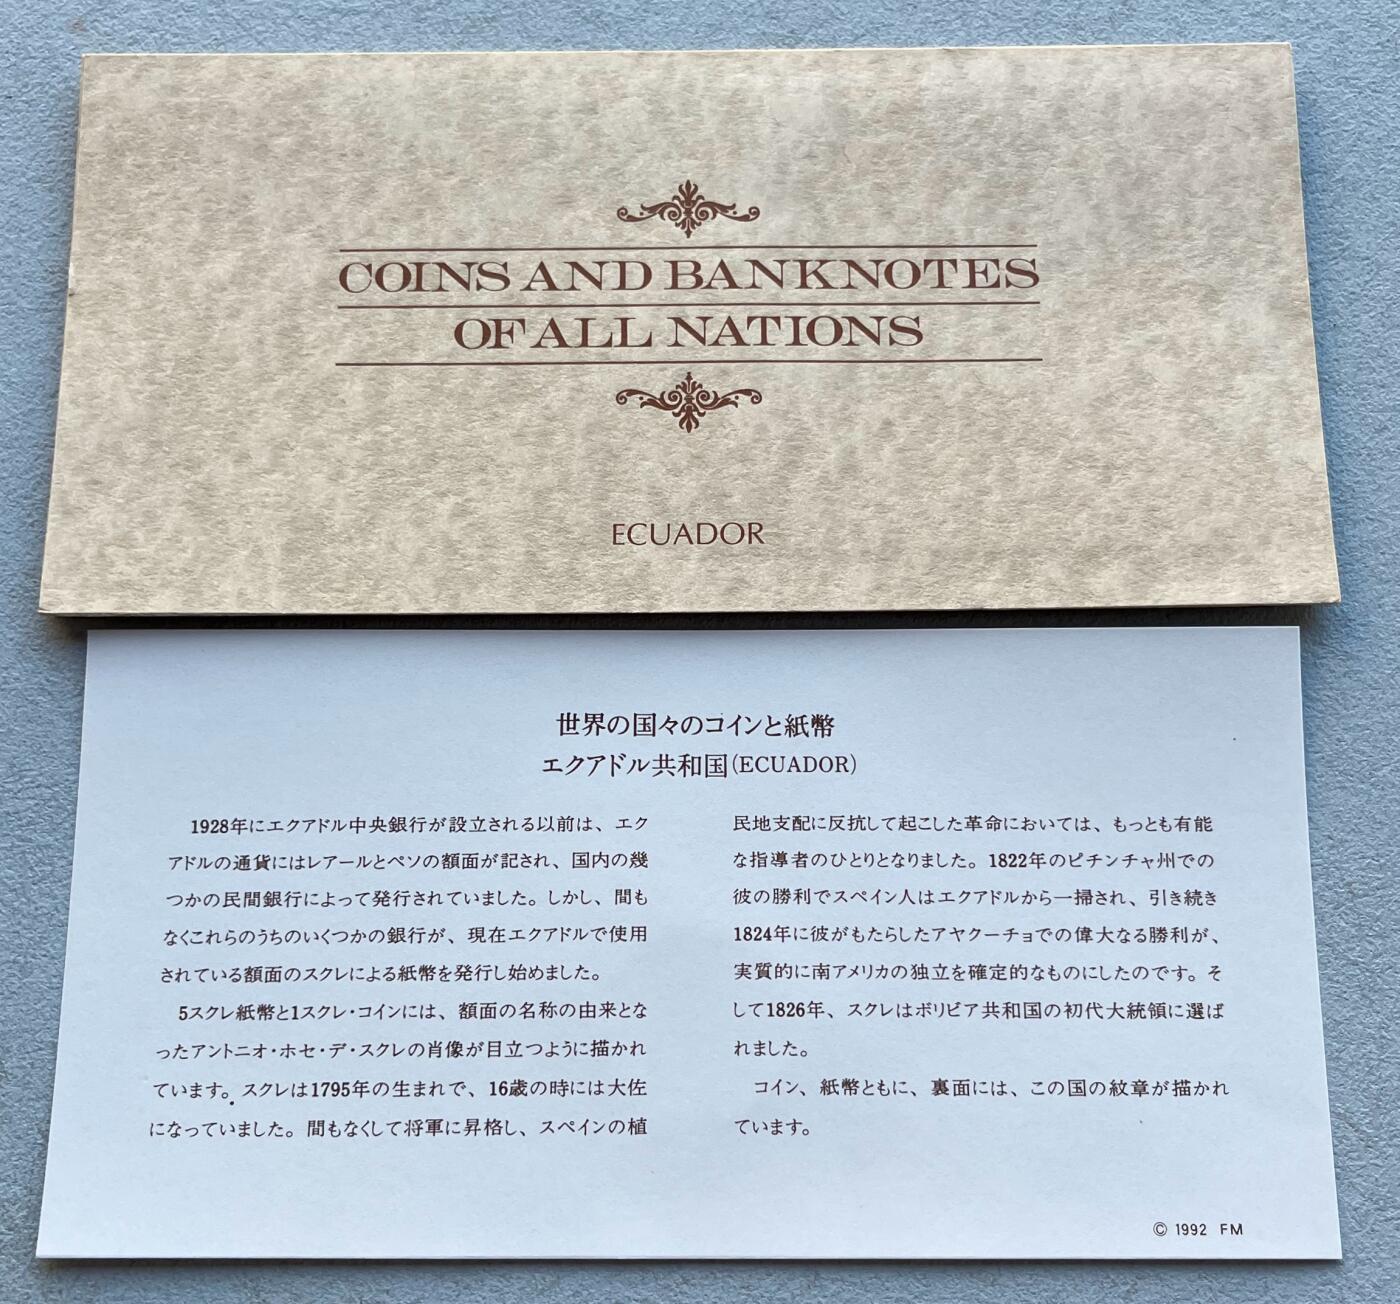 COINS AND BANKNOTES
OF ALL NATIONS
ECUADOR
世界の国々のコインと紙幣
エクアドル共和国(ECUADOR)
1928年にエクアドル中央銀行が設立される以前は、エク
アドルの通貨にはレアールとペソの額面が記され、国内の幾
つかの民間銀行によって発行されていました。しかし、間も
なくこれらのうちのいくつかの銀行が、現在エクアドルで使用
されている額面のスクレによる紙幣を発行し始めました。
5スクレ紙幣と1スクレ・コインには、額面の名称の由来とな
ったアントニオ・ホセ・デ・スクレの肖像が目立つように描かれ
ています。スクレは1795年の生まれで、16歳の時には大佐
になっていました。間もなくして将軍に昇格し、スペインの植
民地支配に反抗して起こした革命においては、もっとも有能
な指導者のひとりとなりました。1822年のピチンチャ州での
彼の勝利でスペイン人はエクアドルから一掃され、引き続き
1824年に彼がもたらしたアヤクーチョでの偉大なる勝利が、
実質的に南アメリカの独立を確定的なものにしたのです。そ
して1826年、スクレはボリビア共和国の初代大統領に選ば
れました。
コイン、紙幣ともに、裏面には、この国の紋章が描かれ
ています。
© 1992 FM